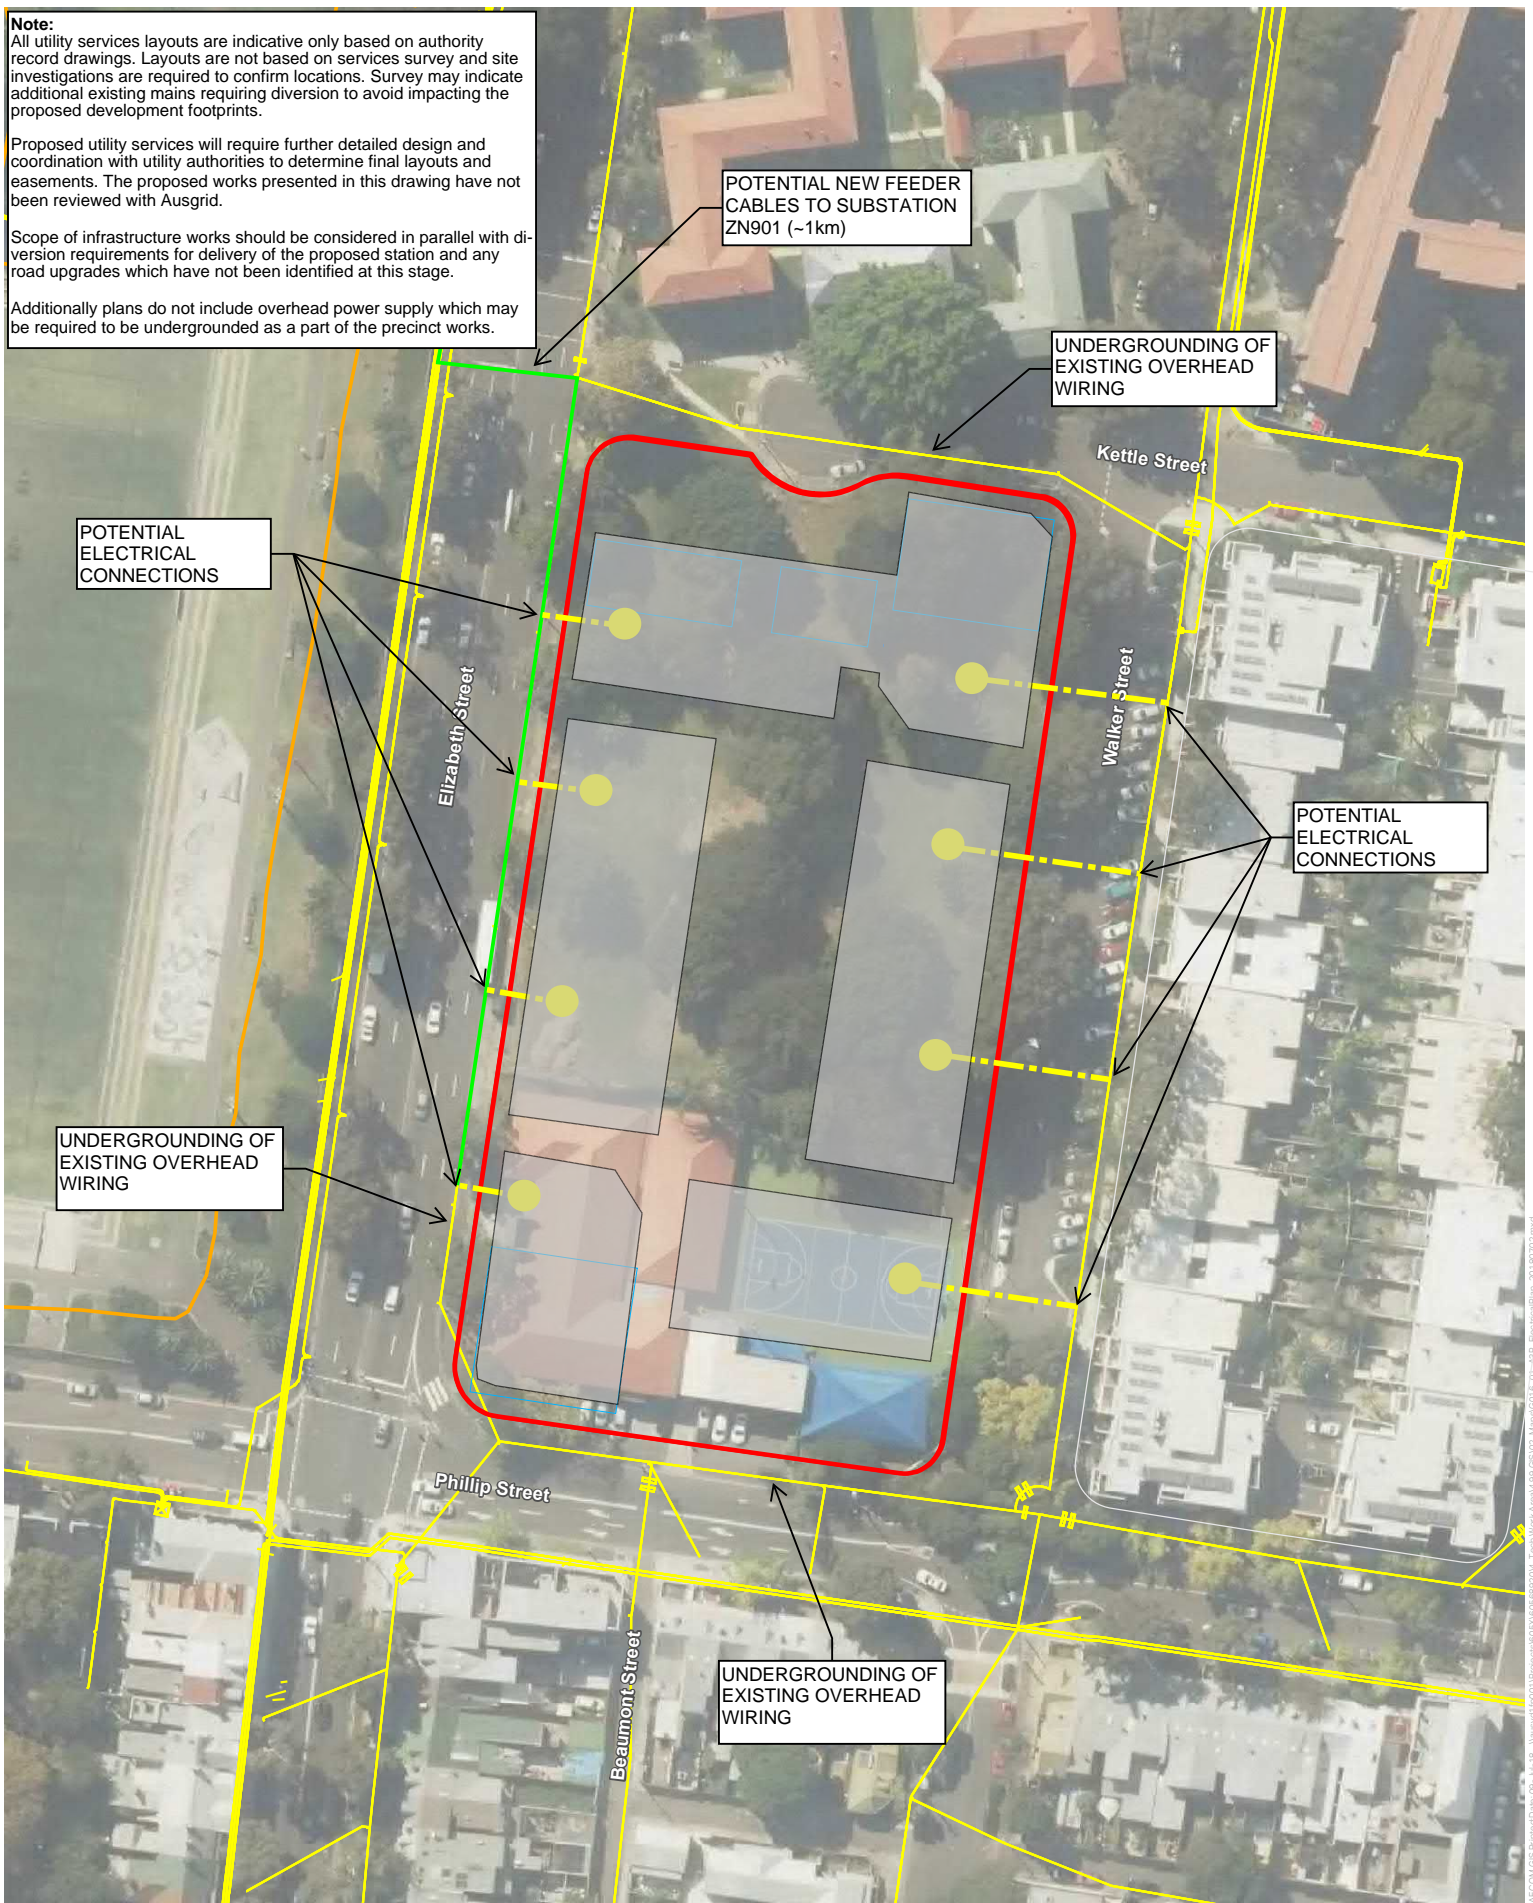 Note:
All utility services layouts are indicative only based on authority
record drawings. Layouts are not based on services survey and site
investigations are required to confirm locations. Survey may indicate
additional existing mains requiring diversion to avoid impacting the
proposed development footprints.
Proposed utility services will require further detailed design and
coordination with utility authorities to determine final layouts and
easements. The proposed works presented in this drawing have not
been reviewed with Ausgrid.
Scope of infrastructure works should be considered in parallel with di-
version requirements for delivery of the proposed station and any
road upgrades which have not been identified at this stage.
Additionally plans do not include overhead power supply which may
be required to be undergrounded as a part of the precinct works.
POTENTIAL NEW FEEDER
CABLES TO SUBSTATION
ZN901 (~1km)
UNDERGROUNDING OF
EXISTING OVERHEAD
WIRING
Kettle Street
POTENTIAL
ELECTRICAL
CONNECTIONS
Elizabeth Street
Walker Street
POTENTIAL
ELECTRICAL
CONNECTIONS
UNDERGROUNDING OF
EXISTING OVERHEAD
WIRING
Phillip Street
Beaumont Street
UNDERGROUNDING OF
EXISTING OVERHEAD
WIRING